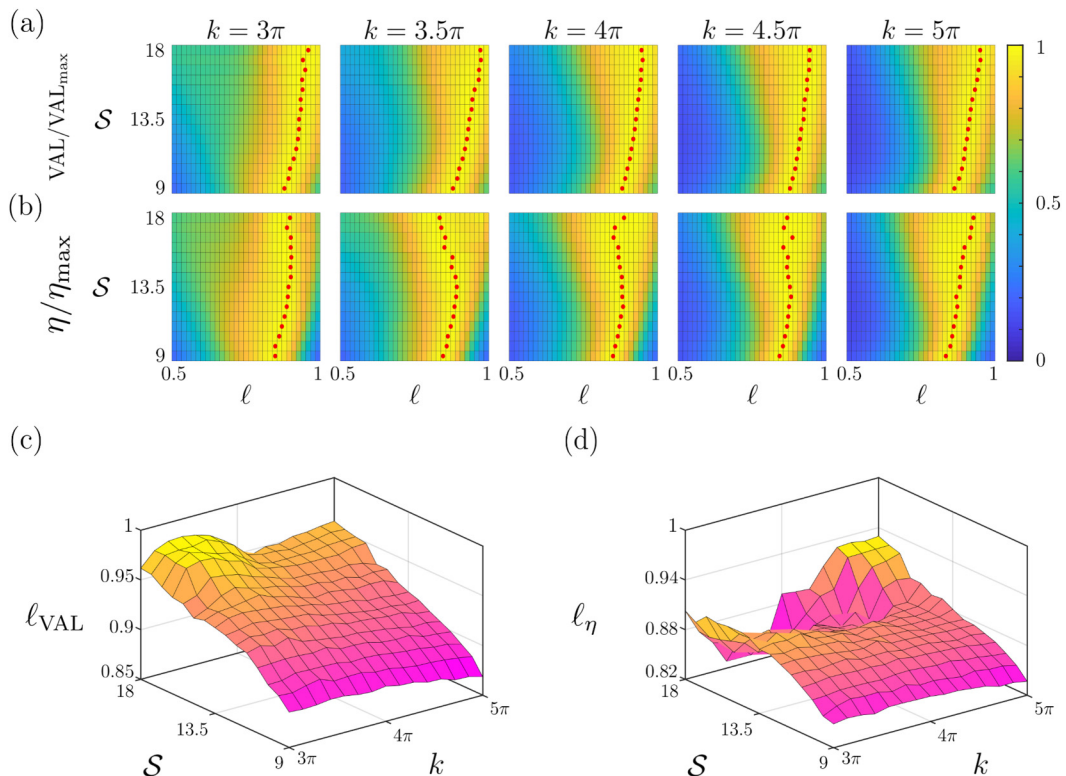 (a)
k = 3π k = 3.5π k = 4π k = 4.5π k = 5π
VAL/VAL_max
𝒮
18
13.5
9
1
0.5
0
(b)
η/η_max
𝒮
18
13.5
9
0.5 1 0.5 1 0.5 1 0.5 1 0.5 1
ℓ ℓ ℓ ℓ ℓ
(c)
ℓ_VAL
1
0.95
0.9
0.85
18
13.5
9
𝒮
3π
4π
5π
k
(d)
ℓ_η
1
0.94
0.88
0.82
18
13.5
9
𝒮
3π
4π
5π
k